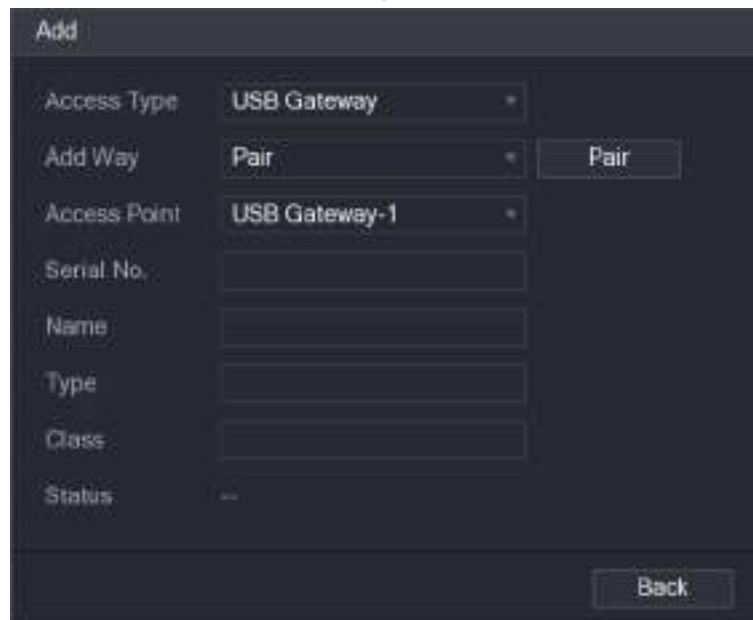 Add
Access Type USB Gateway
Add Way Pair Pair
Access Point USB Gateway-1
Serial No.
Name
Type
Class
Status --
Back